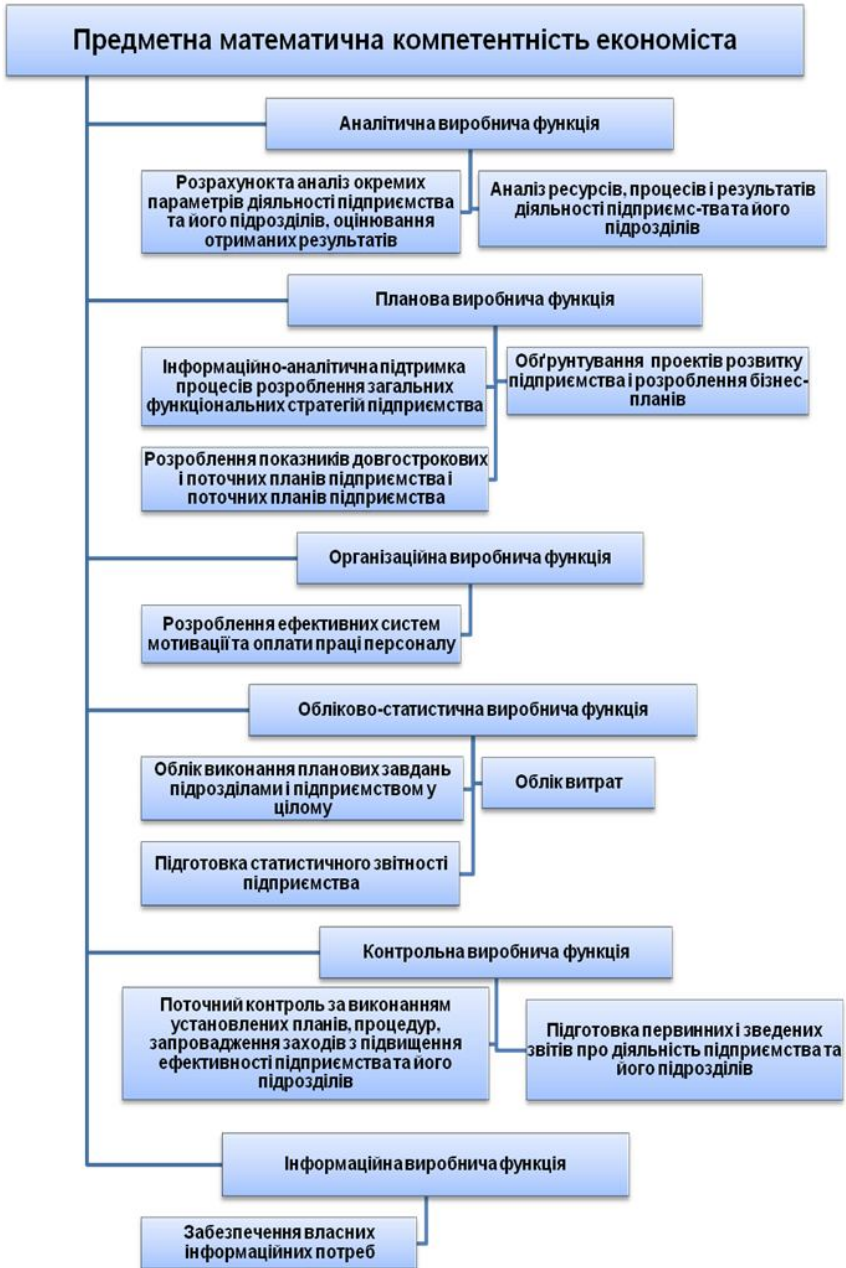 Предметна математична компетентність економіста
Аналітична виробнича функція
Розрахунокта аналіз окремих
параметрів діяльності підприємства
та його підрозділів, оцінювання
отриманих результатів
Аналіз ресурсів, процесів і результатів
діяльності підприємс-тва та його
підрозділів
Планова виробнича функція
Інформаційно-аналітична підтримка
процесів розроблення загальних
функціональних стратегій підприємства
Обґрунтування проектів розвитку
підприємства і розроблення бізнес-
планів
Розроблення показників довгострокових
і поточних планів підприємства і
поточних планів підприємства
Організаційна виробнича функція
Розроблення ефективних систем
мотивації та оплати праці персоналу
Обліково-статистична виробнича функція
Облік виконання планових завдань
підрозділами і підприємством у
цілому
Облік витрат
Підготовка статистичного звітності
підприємства
Контрольна виробнича функція
Поточний контроль за виконанням
установлених планів, процедур,
запровадження заходів з підвищення
ефективності підприємства та його
підрозділів
Підготовка первинних і зведених
звітів про діяльність підприємства та
його підрозділів
Інформаційна виробнича функція
Забезпечення власних
інформаційних потреб